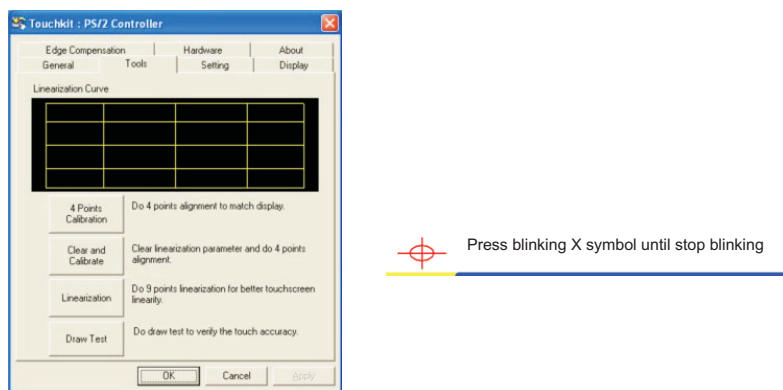 Touchkit : PS/2 Controller
Edge Compensation Hardware About
General Tools Setting Display
Linearization Curve
4 Points
Calibration
Do 4 points alignment to match display.
Clear and
Calibrate
Clear linearization parameter and do 4 points
alignment.
Linearization
Do 9 points linearization for better touchscreen
linearity.
Draw Test
Do draw test to verify the touch accuracy.
OK Cancel Apply
Press blinking X symbol until stop blinking